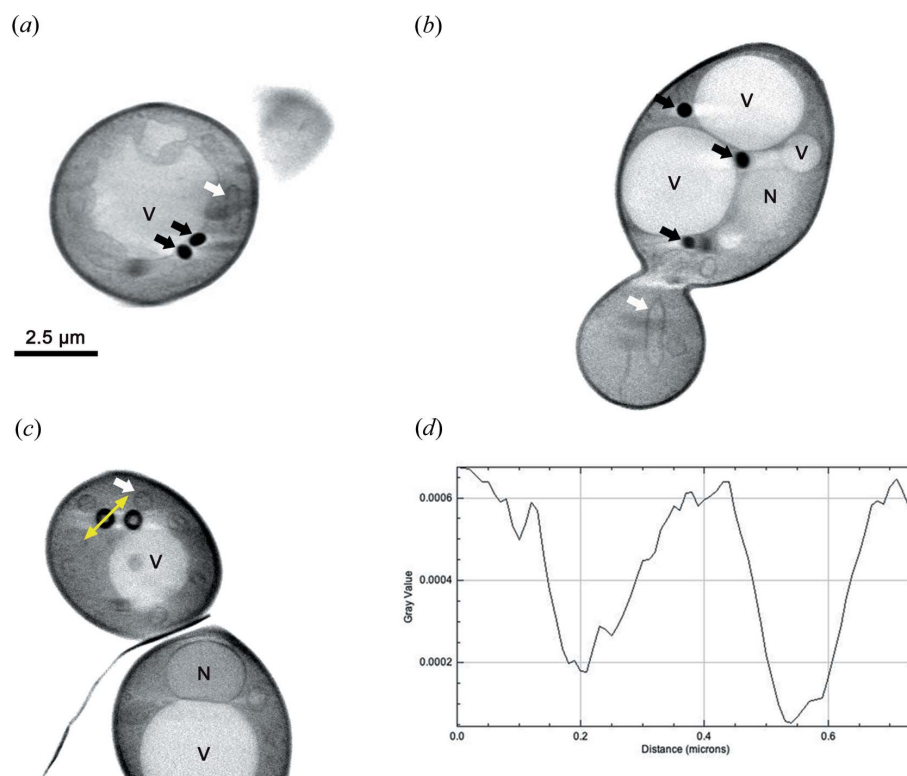 (a)
V
2.5 µm
(b)
V
V
V
N
(c)
V
N
V
(d)
0.0006
0.0004
0.0002
Gray Value
0.0
0.2
0.4
0.6
Distance (microns)